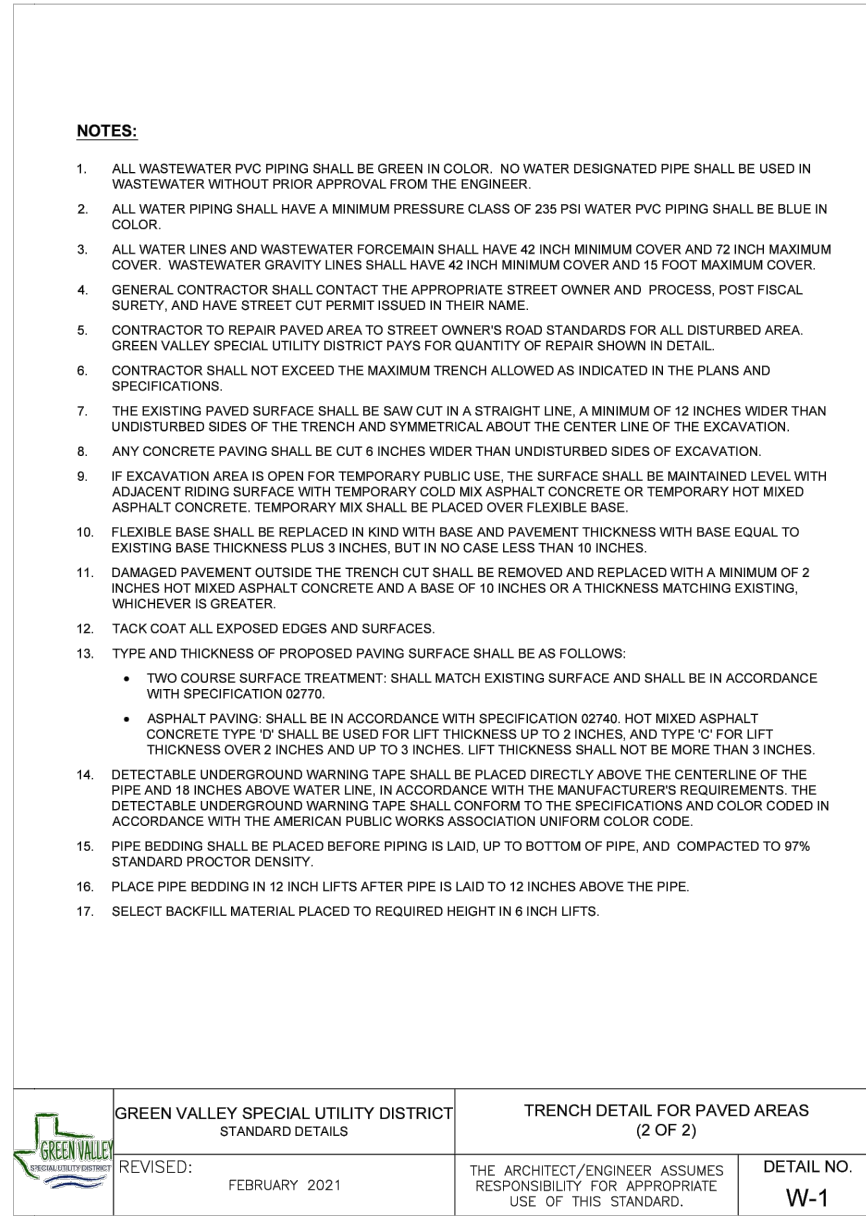 NOTES:
1. ALL WASTEWATER PVC PIPING SHALL BE GREEN IN COLOR. NO WATER DESIGNATED PIPE SHALL BE USED IN
WASTEWATER WITHOUT PRIOR APPROVAL FROM THE ENGINEER.
2. ALL WATER PIPING SHALL HAVE A MINIMUM PRESSURE CLASS OF 235 PSI WATER PVC PIPING SHALL BE BLUE IN
COLOR.
3. ALL WATER LINES AND WASTEWATER FORCEMAIN SHALL HAVE 42 INCH MINIMUM COVER AND 72 INCH MAXIMUM
COVER. WASTEWATER GRAVITY LINES SHALL HAVE 42 INCH MINIMUM COVER AND 15 FOOT MAXIMUM COVER.
4. GENERAL CONTRACTOR SHALL CONTACT THE APPROPRIATE STREET OWNER AND PROCESS, POST FISCAL
SURETY, AND HAVE STREET CUT PERMIT ISSUED IN THEIR NAME.
5. CONTRACTOR TO REPAIR PAVED AREA TO STREET OWNER'S ROAD STANDARDS FOR ALL DISTURBED AREA.
GREEN VALLEY SPECIAL UTILITY DISTRICT PAYS FOR QUANTITY OF REPAIR SHOWN IN DETAIL.
6. CONTRACTOR SHALL NOT EXCEED THE MAXIMUM TRENCH ALLOWED AS INDICATED IN THE PLANS AND
SPECIFICATIONS.
7. THE EXISTING PAVED SURFACE SHALL BE SAW CUT IN A STRAIGHT LINE, A MINIMUM OF 12 INCHES WIDER THAN
UNDISTURBED SIDES OF THE TRENCH AND SYMMETRICAL ABOUT THE CENTER LINE OF THE EXCAVATION.
8. ANY CONCRETE PAVING SHALL BE CUT 6 INCHES WIDER THAN UNDISTURBED SIDES OF EXCAVATION.
9. IF EXCAVATION AREA IS OPEN FOR TEMPORARY PUBLIC USE, THE SURFACE SHALL BE MAINTAINED LEVEL WITH
ADJACENT RIDING SURFACE WITH TEMPORARY COLD MIX ASPHALT CONCRETE OR TEMPORARY HOT MIXED
ASPHALT CONCRETE. TEMPORARY MIX SHALL BE PLACED OVER FLEXIBLE BASE.
10. FLEXIBLE BASE SHALL BE REPLACED IN KIND WITH BASE AND PAVEMENT THICKNESS WITH BASE EQUAL TO
EXISTING BASE THICKNESS PLUS 3 INCHES, BUT IN NO CASE LESS THAN 10 INCHES.
11. DAMAGED PAVEMENT OUTSIDE THE TRENCH CUT SHALL BE REMOVED AND REPLACED WITH A MINIMUM OF 2
INCHES HOT MIXED ASPHALT CONCRETE AND A BASE OF 10 INCHES OR A THICKNESS MATCHING EXISTING,
WHICHEVER IS GREATER.
12. TACK COAT ALL EXPOSED EDGES AND SURFACES.
13. TYPE AND THICKNESS OF PROPOSED PAVING SURFACE SHALL BE AS FOLLOWS:
• TWO COURSE SURFACE TREATMENT: SHALL MATCH EXISTING SURFACE AND SHALL BE IN ACCORDANCE
WITH SPECIFICATION 02770.
• ASPHALT PAVING: SHALL BE IN ACCORDANCE WITH SPECIFICATION 02740. HOT MIXED ASPHALT
CONCRETE TYPE 'D' SHALL BE USED FOR LIFT THICKNESS UP TO 2 INCHES, AND TYPE 'C' FOR LIFT
THICKNESS OVER 2 INCHES AND UP TO 3 INCHES. LIFT THICKNESS SHALL NOT BE MORE THAN 3 INCHES.
14. DETECTABLE UNDERGROUND WARNING TAPE SHALL BE PLACED DIRECTLY ABOVE THE CENTERLINE OF THE
PIPE AND 18 INCHES ABOVE WATER LINE, IN ACCORDANCE WITH THE MANUFACTURER'S REQUIREMENTS. THE
DETECTABLE UNDERGROUND WARNING TAPE SHALL CONFORM TO THE SPECIFICATIONS AND COLOR CODED IN
ACCORDANCE WITH THE AMERICAN PUBLIC WORKS ASSOCIATION UNIFORM COLOR CODE.
15. PIPE BEDDING SHALL BE PLACED BEFORE PIPING IS LAID, UP TO BOTTOM OF PIPE, AND COMPACTED TO 97%
STANDARD PROCTOR DENSITY.
16. PLACE PIPE BEDDING IN 12 INCH LIFTS AFTER PIPE IS LAID TO 12 INCHES ABOVE THE PIPE.
17. SELECT BACKFILL MATERIAL PLACED TO REQUIRED HEIGHT IN 6 INCH LIFTS.
GREEN VALLEY
SPECIAL UTILITY DISTRICT
GREEN VALLEY SPECIAL UTILITY DISTRICT
STANDARD DETAILS
REVISED:
FEBRUARY 2021
TRENCH DETAIL FOR PAVED AREAS
(2 OF 2)
THE ARCHITECT/ENGINEER ASSUMES
RESPONSIBILITY FOR APPROPRIATE
USE OF THIS STANDARD.
DETAIL NO.
W-1